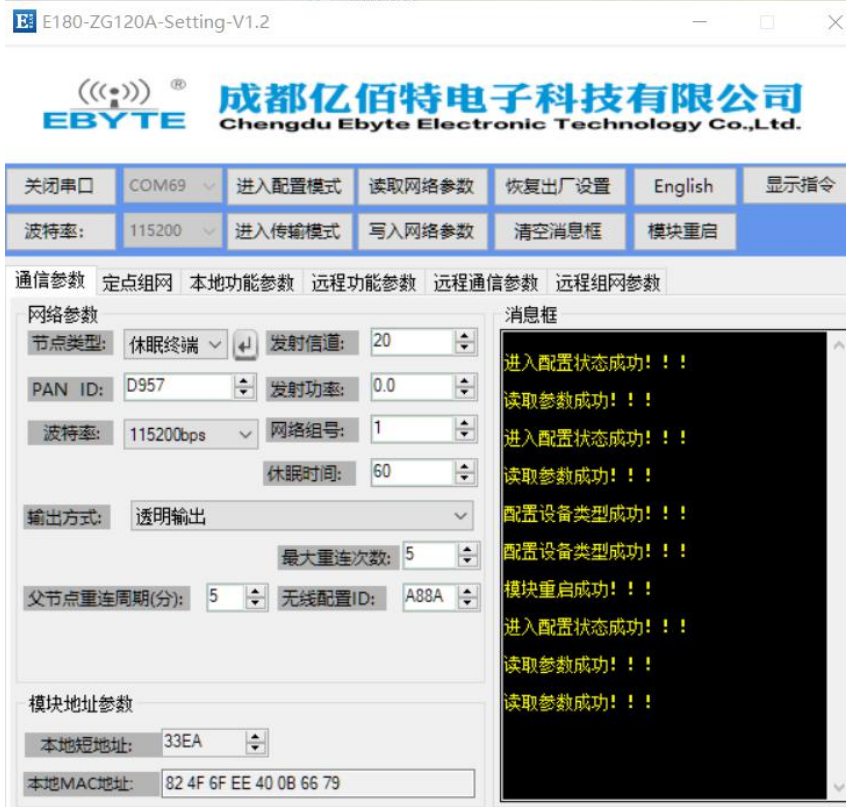 E180-ZG120A-Setting-V1.2
EBYTE ®
成都亿佰特电子科技有限公司
Chengdu Ebyte Electronic Technology Co.,Ltd.
关闭串口 COM69 进入配置模式 读取网络参数 恢复出厂设置 English 显示指令
波特率: 115200 进入传输模式 写入网络参数 清空消息框 模块重启
通信参数 定点组网 本地功能参数 远程功能参数 远程通信参数 远程组网参数
网络参数
节点类型: 休眠终端 发射信道: 20
PAN ID: D957 发射功率: 0.0
波特率: 115200bps 网络组号: 1
休眠时间: 60
输出方式: 透明输出
最大重连次数: 5
父节点重连周期(分): 5 无线配置ID: A88A
模块地址参数
本地短地址: 33EA
本地MAC地址: 82 4F 6F EE 40 0B 66 79
消息框
进入配置状态成功!!!
读取参数成功!!!
进入配置状态成功!!!
读取参数成功!!!
配置设备类型成功!!!
配置设备类型成功!!!
模块重启成功!!!
进入配置状态成功!!!
读取参数成功!!!
读取参数成功!!!